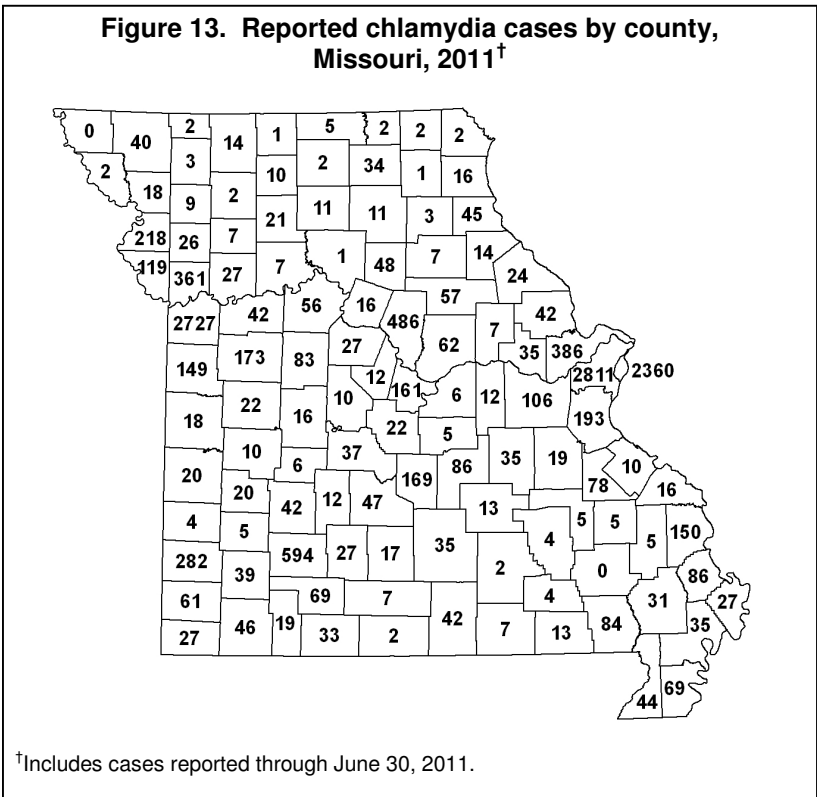 Figure 13. Reported chlamydia cases by county,
Missouri, 2011†
0 40 2 14 1 5 2 2 2
2 3 10 2 34 1 16
18 9 2 21 11 11 3 45
218 26 7 1 48 7 14 24
119 361 27 7
2727 42 56 16 486 57 7 42
149 173 83 27 62 35 386 2811 2360
12 161
18 22 16 10 22 6 12 106 193
5
10 6 37 169 86 35 19 78 10 16
20 20 42 12 47 13
4 5 35 4 5 5 5 150
282 39 594 27 17 2 0 86
61 69 7 42 4 31 27
27 46 19 33 2 7 13 84 35
44 69
†Includes cases reported through June 30, 2011.